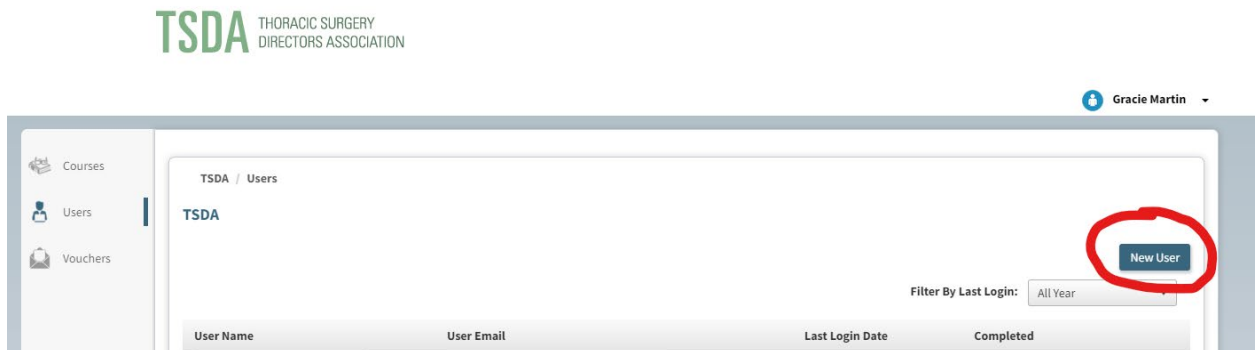 TSDA THORACIC SURGERY
DIRECTORS ASSOCIATION
Gracie Martin
Courses
Users
Vouchers
TSDA / Users
TSDA
New User
Filter By Last Login: All Year
User Name User Email Last Login Date Completed